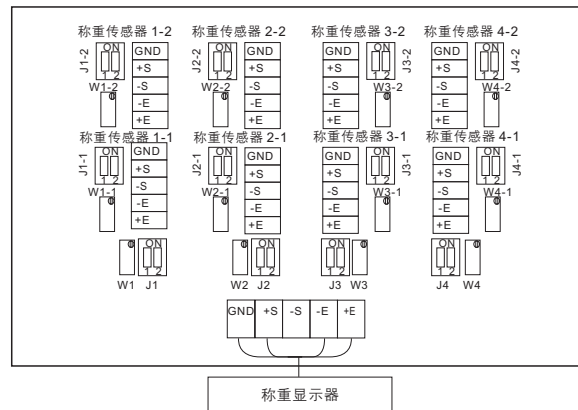 称重传感器 1-2 称重传感器 2-2 称重传感器 3-2 称重传感器 4-2
J1-2 ON 1 2 W1-2 GND +S -S -E +E
J2-2 ON 1 2 W2-2 GND +S -S -E +E
GND +S -S -E +E ON 1 2 W3-2 J3-2
GND +S -S -E +E ON 1 2 W4-2 J4-2
称重传感器 1-1 称重传感器 2-1 称重传感器 3-1 称重传感器 4-1
J1-1 ON 1 2 W1-1 GND +S -S -E +E
J2-1 ON 1 2 W2-1 GND +S -S -E +E
GND +S -S -E +E ON 1 2 W3-1 J3-1
GND +S -S -E +E ON 1 2 W4-1 J4-1
ON 1 2 ON 1 2 ON 1 2 ON 1 2
W1 J1 W2 J2 J3 W3 J4 W4
GND +S -S -E +E
称重显示器